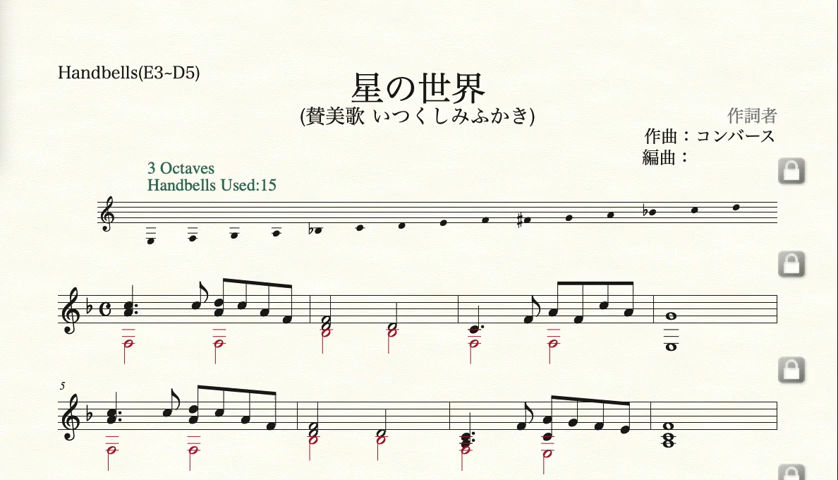 Handbells(E3~D5)
星の世界
(賛美歌 いつくしみふかき)
作詞者
作曲：コンバース
編曲：
3 Octaves
Handbells Used:15
5